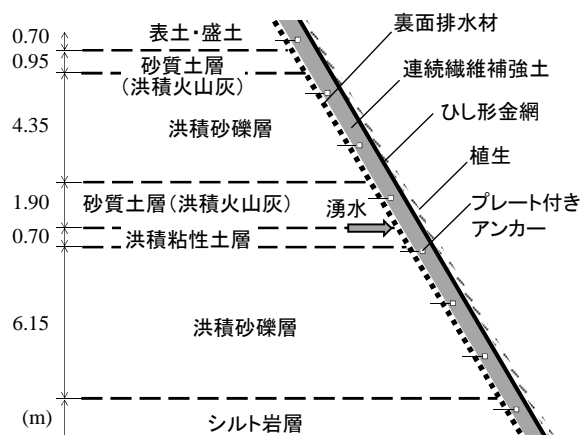 0.70
表土・盛土
裏面排水材
0.95
砂質土層
(洪積火山灰)
連続繊維補強土
4.35
洪積砂礫層
ひし形金網
植生
1.90
砂質土層(洪積火山灰)
湧水
プレート付き
アンカー
0.70
洪積粘性土層
6.15
洪積砂礫層
(m)
シルト岩層